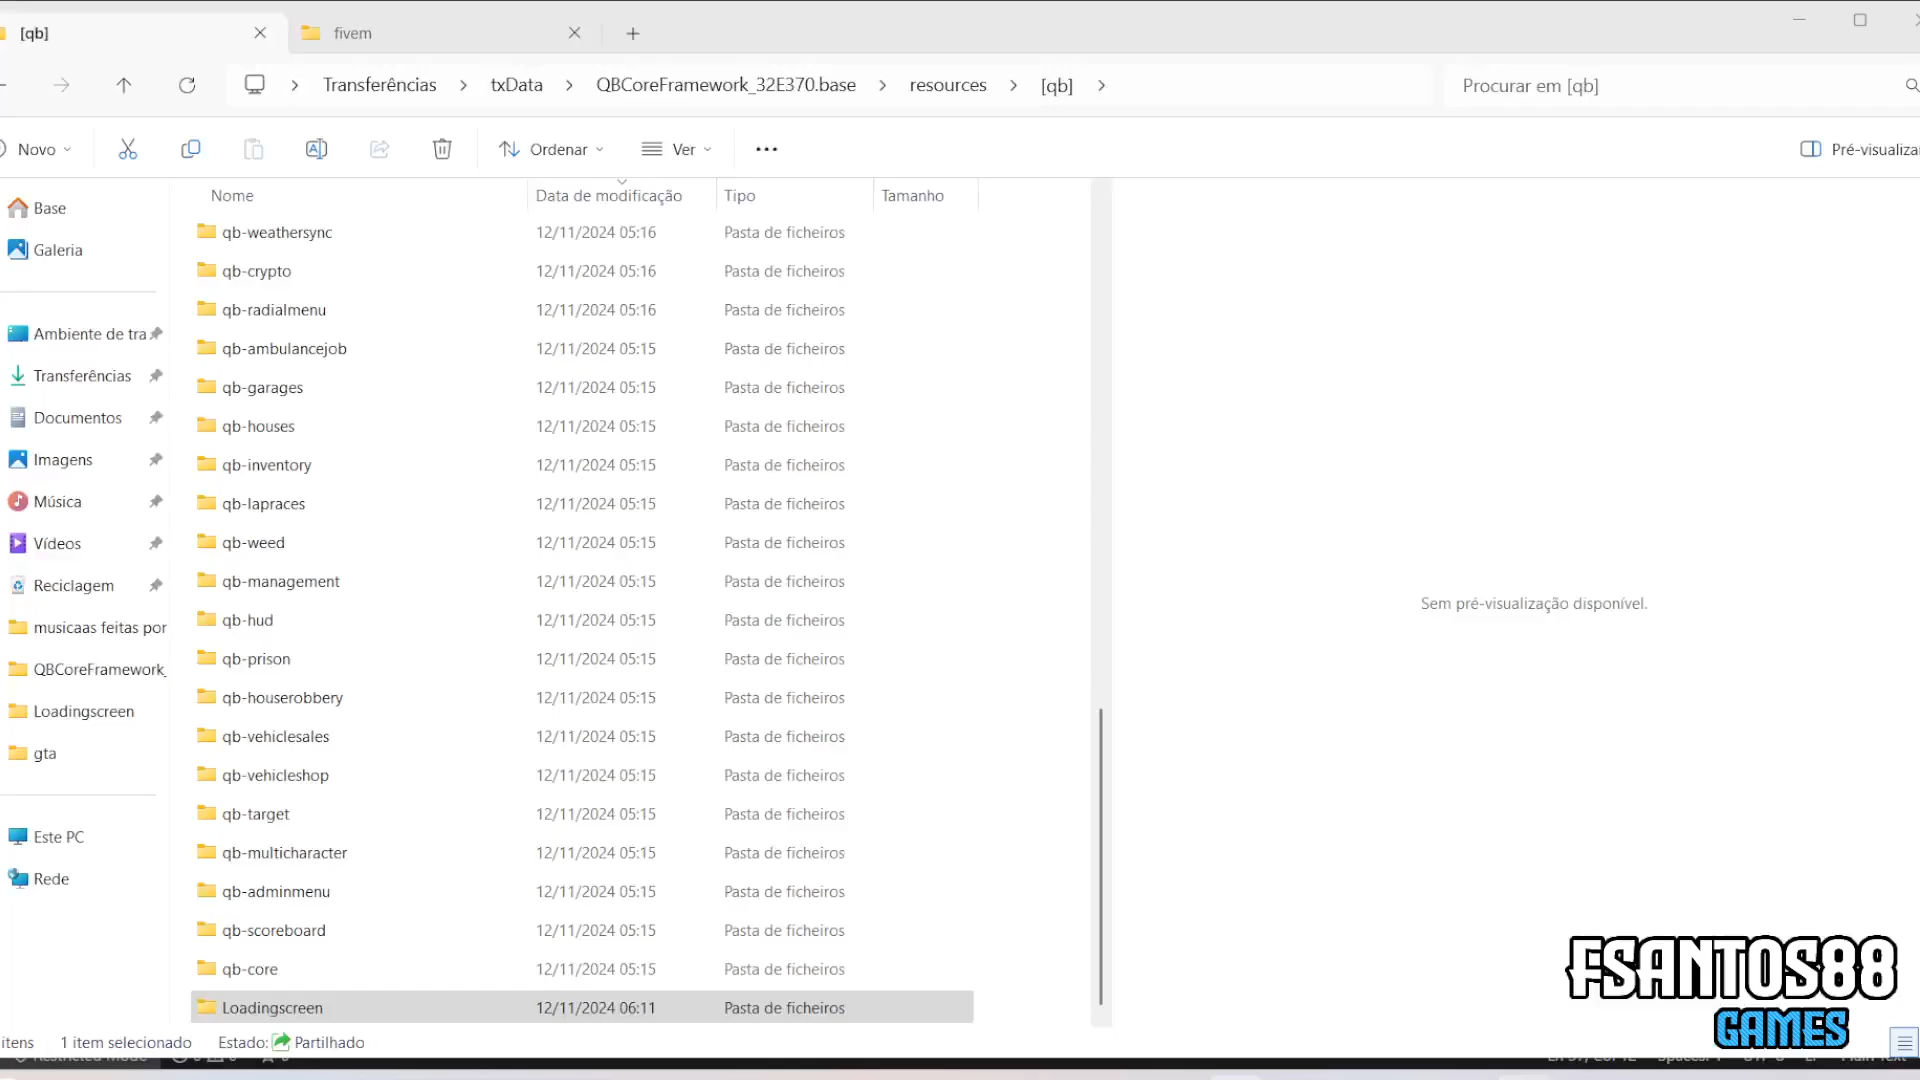 [qb]
fivem
Transferências
txData
QBCoreFramework_32E370.base
resources
[qb]
Procurar em [qb]
Novo
Ordenar
Ver
Pré-visualiza
Nome
Data de modificação
Tipo
Tamanho
Base
Galeria
Ambiente de tra
Transferências
Documentos
Imagens
Música
Vídeos
Reciclagem
musicaas feitas por
QBCoreFramework_
Loadingscreen
gta
Este PC
Rede
qb-weathersync 12/11/2024 05:16 Pasta de ficheiros
qb-crypto 12/11/2024 05:16 Pasta de ficheiros
qb-radialmenu 12/11/2024 05:16 Pasta de ficheiros
qb-ambulancejob 12/11/2024 05:15 Pasta de ficheiros
qb-garages 12/11/2024 05:15 Pasta de ficheiros
qb-houses 12/11/2024 05:15 Pasta de ficheiros
qb-inventory 12/11/2024 05:15 Pasta de ficheiros
qb-lapraces 12/11/2024 05:15 Pasta de ficheiros
qb-weed 12/11/2024 05:15 Pasta de ficheiros
qb-management 12/11/2024 05:15 Pasta de ficheiros
qb-hud 12/11/2024 05:15 Pasta de ficheiros
qb-prison 12/11/2024 05:15 Pasta de ficheiros
qb-houserobbery 12/11/2024 05:15 Pasta de ficheiros
qb-vehiclesales 12/11/2024 05:15 Pasta de ficheiros
qb-vehicleshop 12/11/2024 05:15 Pasta de ficheiros
qb-target 12/11/2024 05:15 Pasta de ficheiros
qb-multicharacter 12/11/2024 05:15 Pasta de ficheiros
qb-adminmenu 12/11/2024 05:15 Pasta de ficheiros
qb-scoreboard 12/11/2024 05:15 Pasta de ficheiros
qb-core 12/11/2024 05:15 Pasta de ficheiros
Loadingscreen 12/11/2024 06:11 Pasta de ficheiros
Sem pré-visualização disponível.
FSANTOS88
GAMES
itens
1 item selecionado
Estado: Partilhado